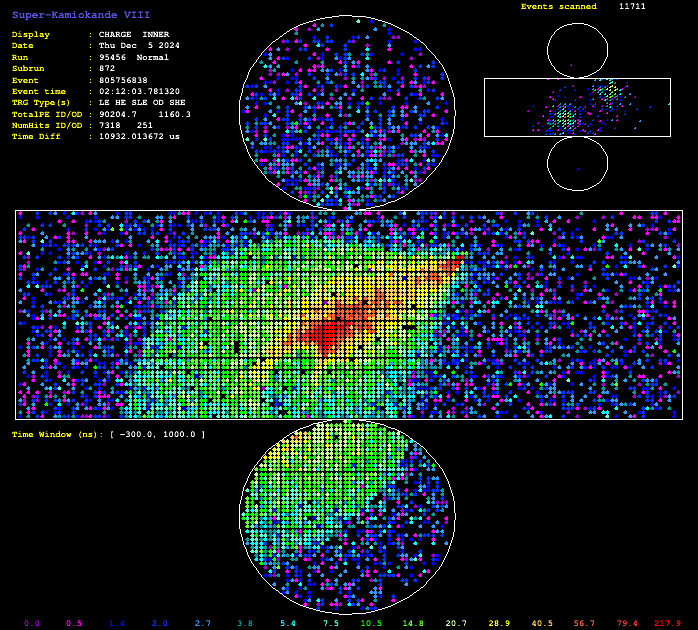 Super-Kamiokande VIII
Events scanned 11711
Display : CHARGE INNER
Date : Thu Dec 5 2024
Run : 95456 Normal
Subrun : 872
Event : 805756838
Event time : 02:12:03.781320
TRG Type(s) : LE HE SLE OD SHE
TotalPE ID/OD : 90204.7 1160.3
NumHits ID/OD : 7318 251
Time Diff : 10932.013672 us
Time Window (ns): [ -300.0, 1000.0 ]
0.0 0.5 1.4 2.0 2.7 3.8 5.4 7.5 10.5 14.8 20.7 28.9 40.5 56.7 79.4 217.9